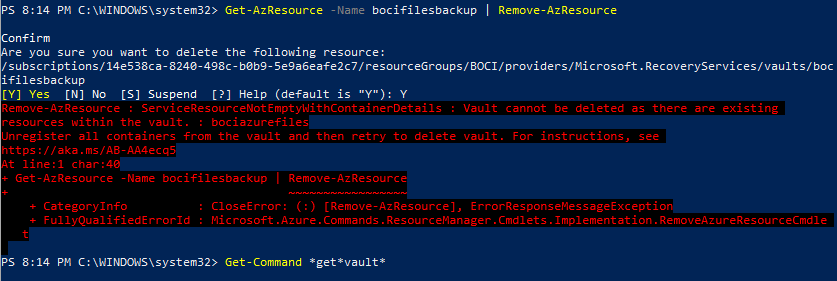 PS 8:14 PM C:\WINDOWS\system32> Get-AzResource -Name bocifilesbackup | Remove-AzResource
Confirm
Are you sure you want to delete the following resource:
/subscriptions/14e538ca-8240-498c-b0b9-5e9a6eafe2c7/resourceGroups/BOCI/providers/Microsoft.RecoveryServices/vaults/boc
ifilesbackup
[Y] Yes  [N] No  [S] Suspend  [?] Help (default is "Y"): Y
Remove-AzResource : ServiceResourceNotEmptyWithContainerDetails : Vault cannot be deleted as there are existing
resources within the vault. : bociazurefiles
Unregister all containers from the vault and then retry to delete vault. For instructions, see
https://aka.ms/AB-AA4ecq5
At line:1 char:40
+ Get-AzResource -Name bocifilesbackup | Remove-AzResource
+                                        ~~~~~~~~~~~~~~~~~
    + CategoryInfo          : CloseError: (:) [Remove-AzResource], ErrorResponseMessageException
    + FullyQualifiedErrorId : Microsoft.Azure.Commands.ResourceManager.Cmdlets.Implementation.RemoveAzureResourceCmdle
   t
PS 8:14 PM C:\WINDOWS\system32> Get-Command *get*vault*